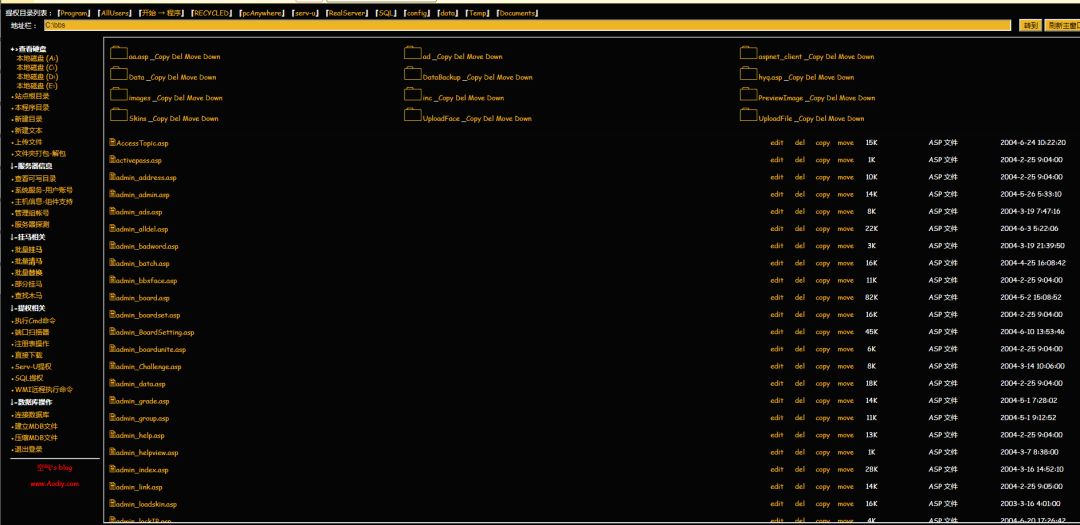 提权目录列表： 『Program』 『AllUsers』 『开始 → 程序』 『RECYCLED』 『pcAnywhere』 『serv-u』 『RealServer』 『SQL』 『config』 『data』 『Temp』 『Documents』
地址栏： C:\bbs 转到 刷新主窗口
查看硬盘
本地磁盘 (A:)
本地磁盘 (C:)
本地磁盘 (D:)
本地磁盘 (E:)
站点根目录
本程序目录
新建目录
新建文本
上传文件
文件夹打包-解包
服务器信息
查看可写目录
系统服务-用户账号
主机信息-组件支持
管理组帐号
服务器探测
挂马相关
批量挂马
批量清马
批量替换
部分挂马
查找木马
提权相关
执行Cmd命令
端口扫描器
注册表操作
直接下载
Serv-U提权
SQL提权
WMI远程执行命令
数据库操作
连接数据库
建立MDB文件
压缩MDB文件
退出登录
空气's blog
aa.asp _Copy Del Move Down ad _Copy Del Move Down aspnet_client _Copy Del Move Down
Data _Copy Del Move Down DataBackup _Copy Del Move Down hyq.asp _Copy Del Move Down
images _Copy Del Move Down inc _Copy Del Move Down PreviewImage _Copy Del Move Down
Skins _Copy Del Move Down UploadFace _Copy Del Move Down UploadFile _Copy Del Move Down
AccessTopic.asp edit del copy move 15K ASP 文件 2004-6-24 10:22:20
activepass.asp edit del copy move 1K ASP 文件 2004-2-25 9:04:00
admin_address.asp edit del copy move 10K ASP 文件 2004-2-25 9:04:00
admin_admin.asp edit del copy move 14K ASP 文件 2004-5-26 5:33:10
admin_ads.asp edit del copy move 8K ASP 文件 2004-3-19 7:47:16
admin_alldel.asp edit del copy move 22K ASP 文件 2004-6-3 5:22:06
admin_badword.asp edit del copy move 3K ASP 文件 2004-3-19 21:39:50
admin_batch.asp edit del copy move 16K ASP 文件 2004-4-25 16:08:42
admin_bbsface.asp edit del copy move 11K ASP 文件 2004-2-25 9:04:00
admin_board.asp edit del copy move 82K ASP 文件 2004-5-2 15:08:52
admin_boardset.asp edit del copy move 16K ASP 文件 2004-2-25 9:04:00
admin_BoardSetting.asp edit del copy move 45K ASP 文件 2004-6-10 13:53:46
admin_boardunite.asp edit del copy move 6K ASP 文件 2004-2-25 9:04:00
admin_Challenge.asp edit del copy move 8K ASP 文件 2004-3-14 10:06:00
admin_data.asp edit del copy move 18K ASP 文件 2004-2-25 9:04:00
admin_grade.asp edit del copy move 14K ASP 文件 2004-5-1 7:28:02
admin_group.asp edit del copy move 11K ASP 文件 2004-5-1 9:12:52
admin_help.asp edit del copy move 13K ASP 文件 2004-2-25 9:04:00
admin_helpview.asp edit del copy move 1K ASP 文件 2004-3-7 8:38:00
admin_index.asp edit del copy move 28K ASP 文件 2004-3-16 14:52:10
admin_link.asp edit del copy move 14K ASP 文件 2004-2-25 9:05:00
admin_loadskin.asp edit del copy move 16K ASP 文件 2003-3-16 4:01:00
admin_lockIP.asp edit del copy move 4K ASP 文件 2004-6-20 17:26:42